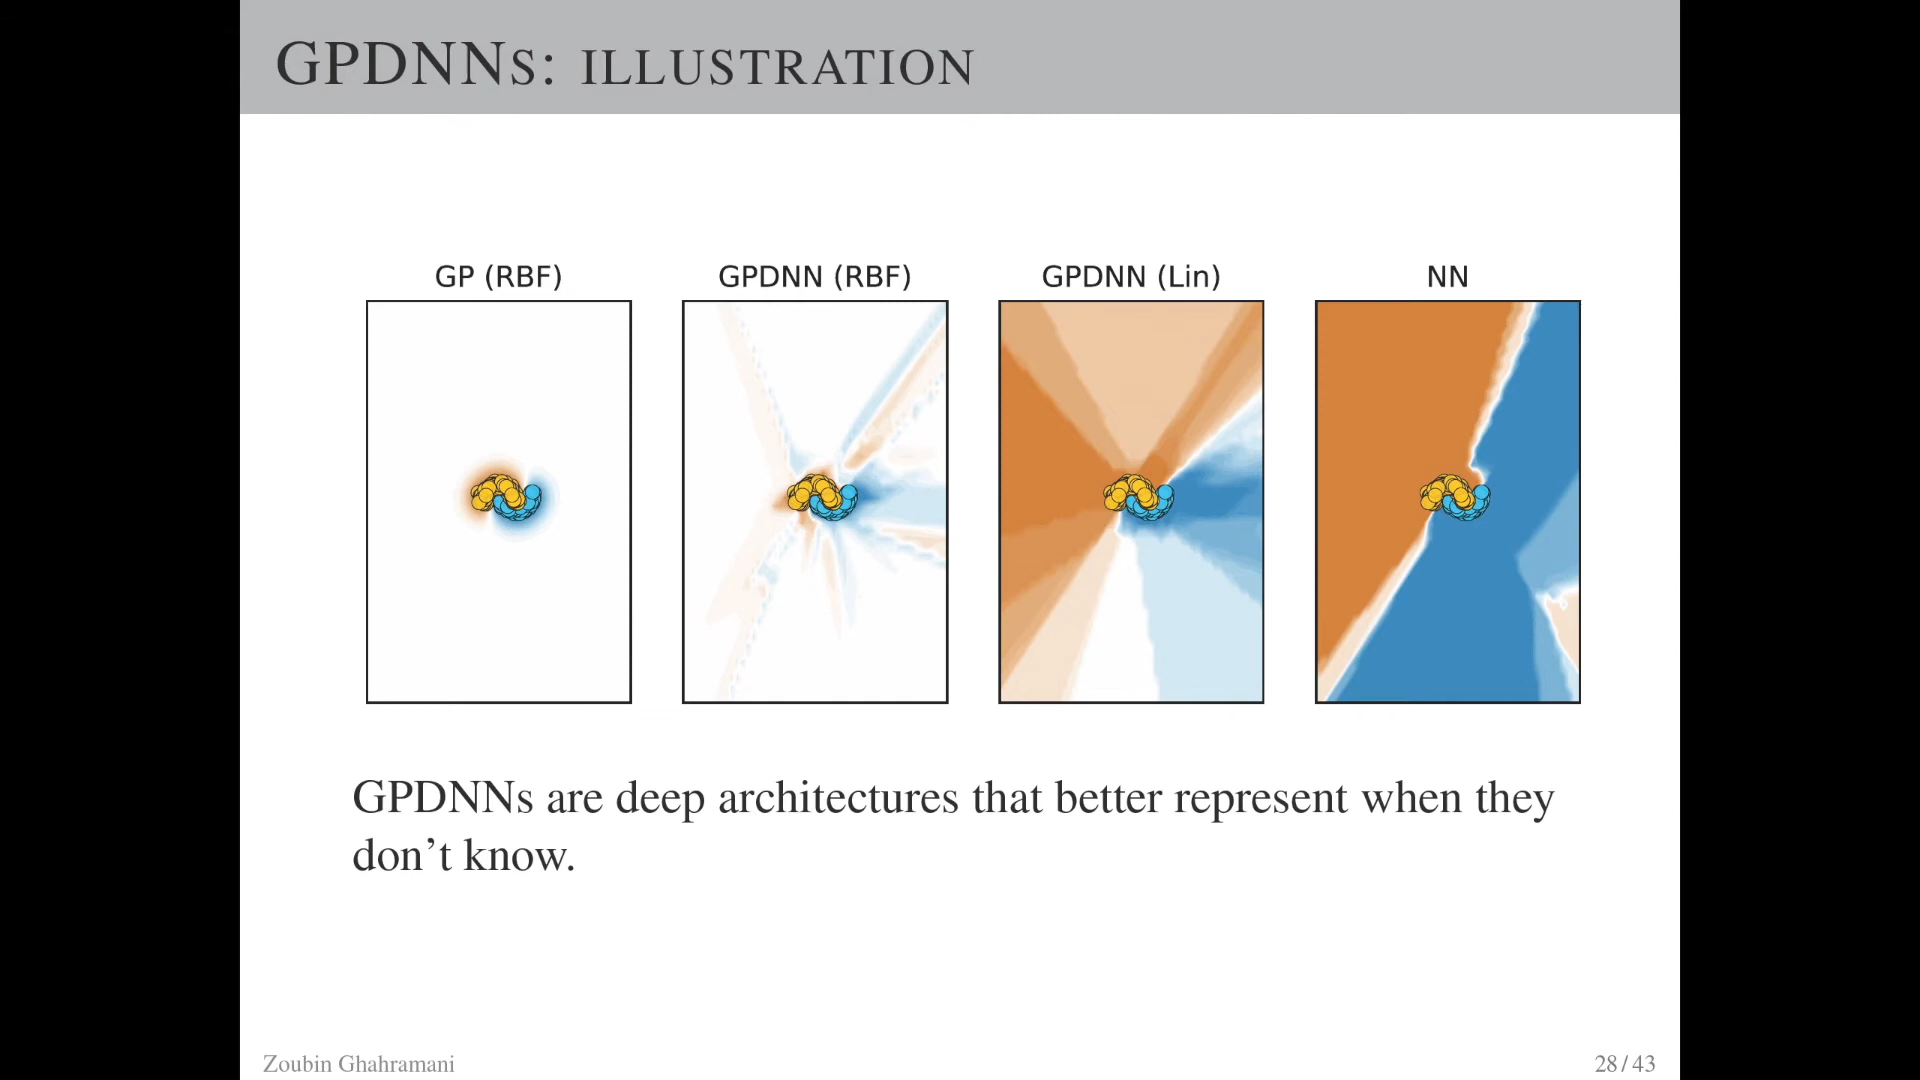 GPDNNs: ILLUSTRATION
GP (RBF)
GPDNN (RBF)
GPDNN (Lin)
NN
GPDNNs are deep architectures that better represent when they
don’t know.
Zoubin Ghahramani
28 / 43